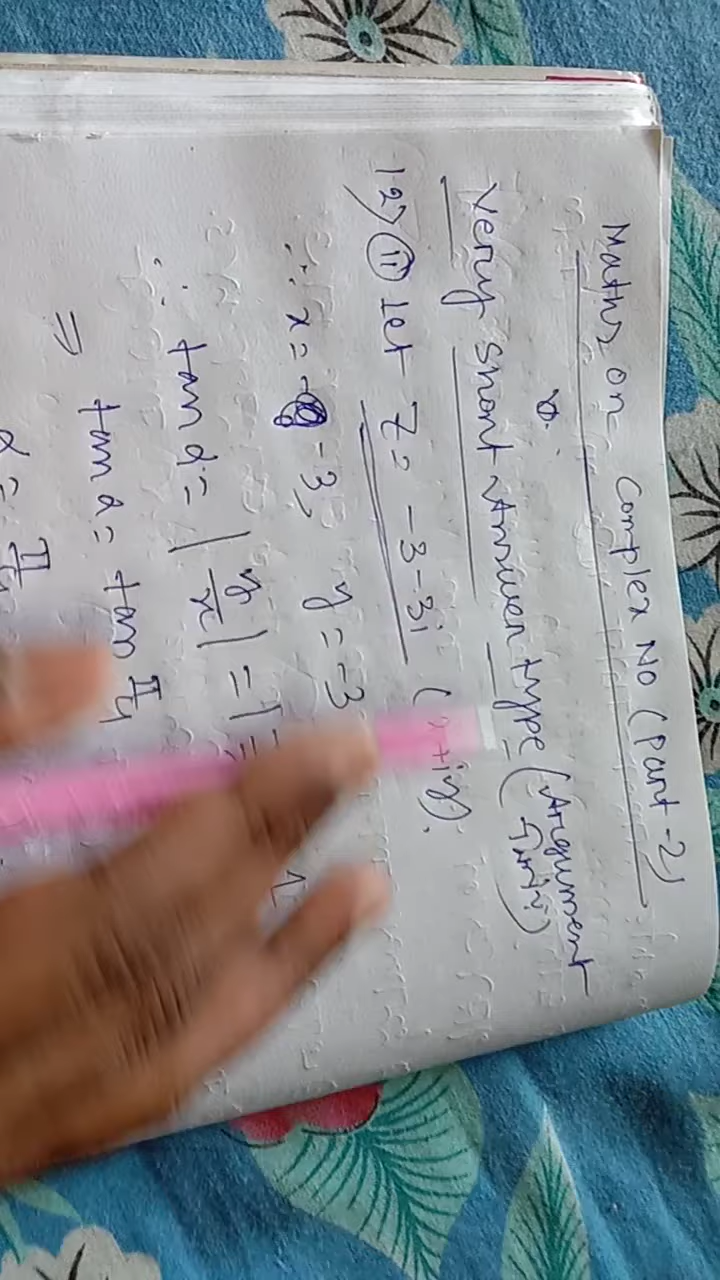 Maths on Complex No (Part-2)
Very Short Answer type (Argument
12) ii Let z = -3-3i (x+iy).
∴ x = -3, y = -3
∴ tan α = |y/x| = 1 =
⇒ tan α = tan π/4
α = π/4